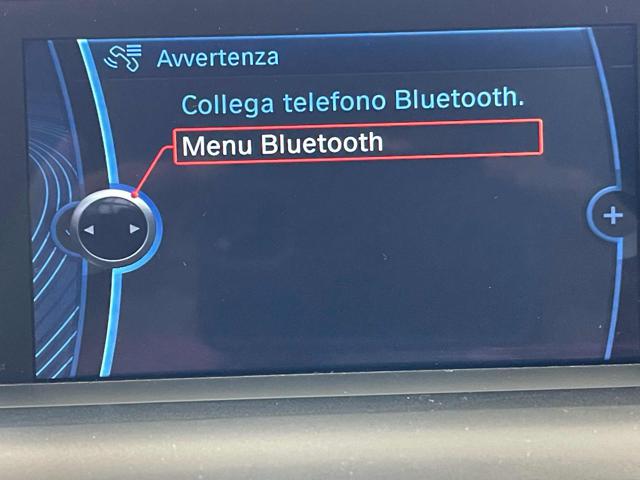 Avvertenza
Collega telefono Bluetooth.
Menu Bluetooth
+